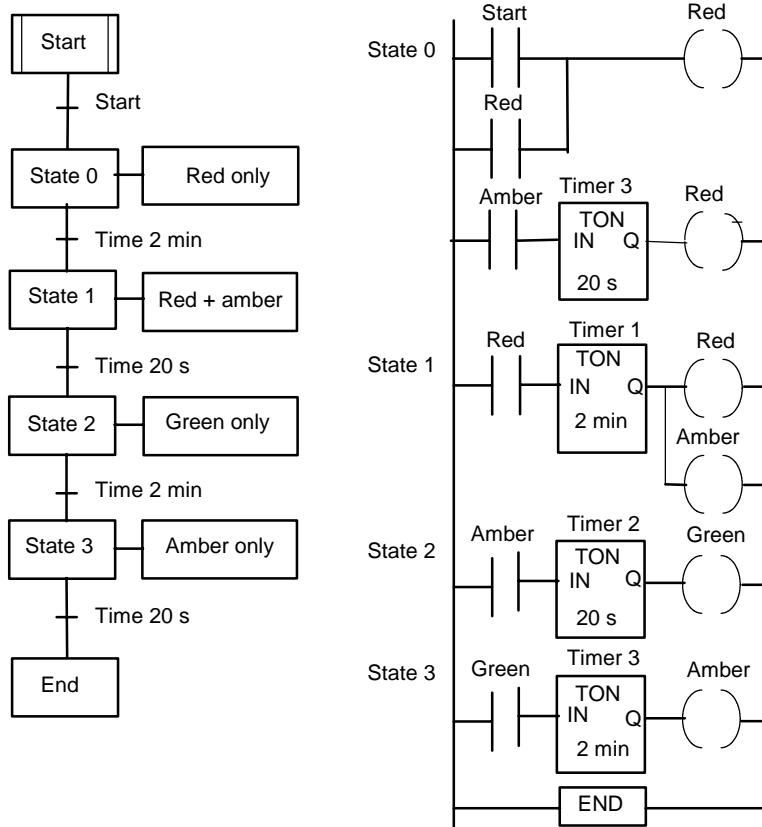 Start
Start
State 0
Red only
Time 2 min
State 1
Red + amber
Time 20 s
State 2
Green only
Time 2 min
State 3
Amber only
Time 20 s
End
State 0
Start
Red
Red
Amber
Timer 3
TON
IN Q
20 s
Red
State 1
Red
Timer 1
TON
IN Q
2 min
Red
Amber
State 2
Amber
Timer 2
TON
IN Q
20 s
Green
State 3
Green
Timer 3
TON
IN Q
2 min
Amber
END